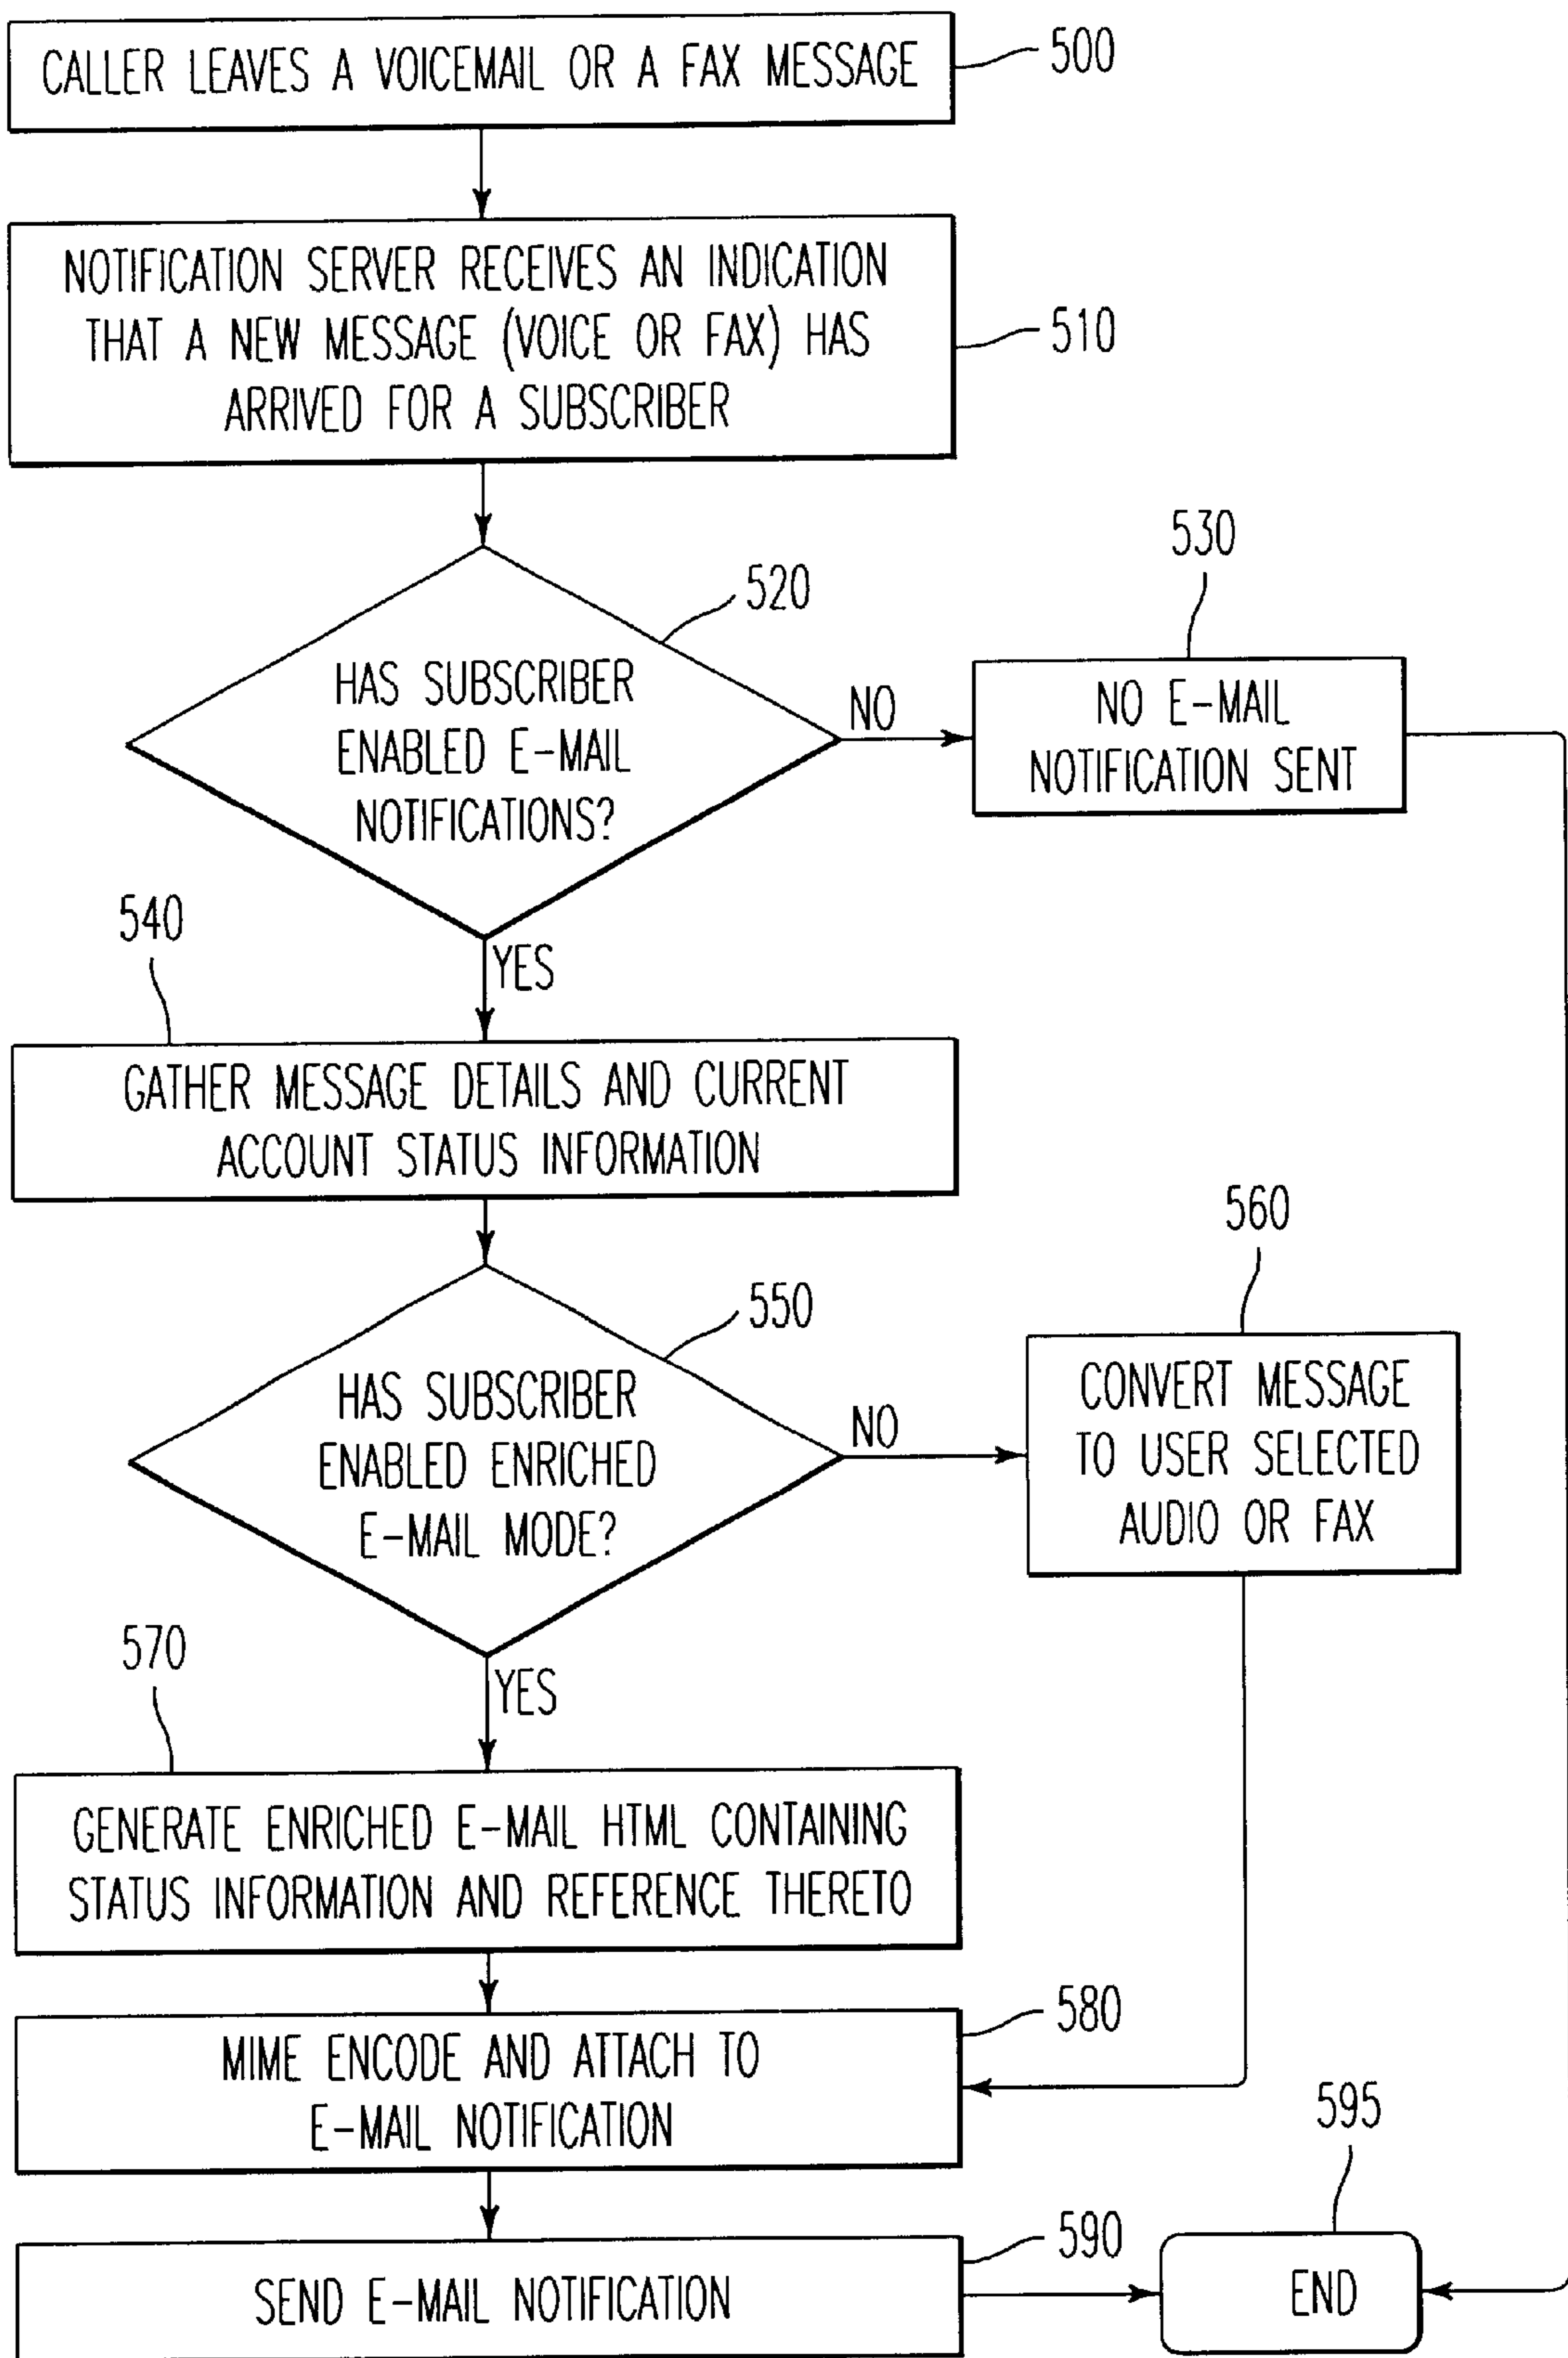 CALLER LEAVES A VOICEMAIL OR A FAX MESSAGE
500
NOTIFICATION SERVER RECEIVES AN INDICATION
THAT A NEW MESSAGE (VOICE OR FAX) HAS
ARRIVED FOR A SUBSCRIBER
510
520
HAS SUBSCRIBER
ENABLED E-MAIL
NOTIFICATIONS?
NO
530
NO E-MAIL
NOTIFICATION SENT
YES
540
GATHER MESSAGE DETAILS AND CURRENT
ACCOUNT STATUS INFORMATION
550
HAS SUBSCRIBER
ENABLED ENRICHED
E-MAIL MODE?
NO
560
CONVERT MESSAGE
TO USER SELECTED
AUDIO OR FAX
YES
570
GENERATE ENRICHED E-MAIL HTML CONTAINING
STATUS INFORMATION AND REFERENCE THERETO
580
MIME ENCODE AND ATTACH TO
E-MAIL NOTIFICATION
590
SEND E-MAIL NOTIFICATION
595
END